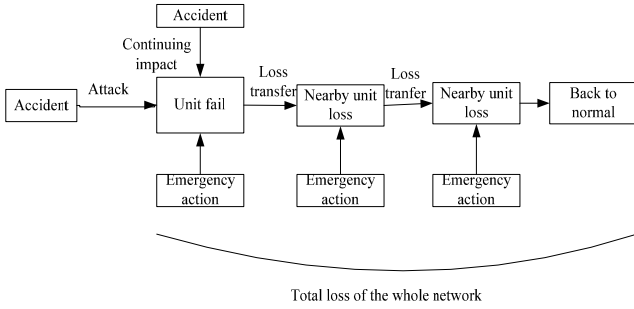 Accident
Continuing
impact
Accident
Attack
Unit fail
Loss
transfer
Nearby unit
loss
Loss
tranfer
Nearby unit
loss
Back to
normal
Emergency
action
Emergency
action
Emergency
action
Total loss of the whole network